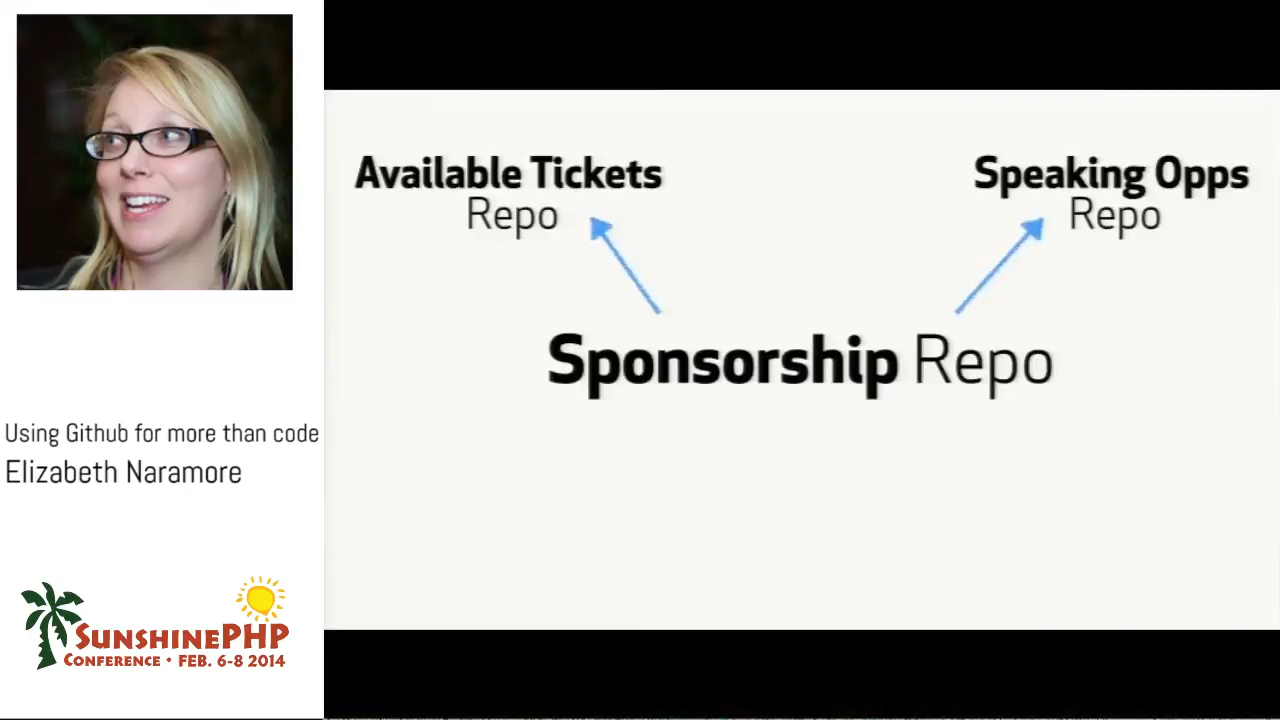 Available Tickets
Repo
Speaking Opps
Repo
Sponsorship Repo
Using Github for more than code
Elizabeth Naramore
SUNSHINEPHP
CONFERENCE • FEB. 6-8 2014